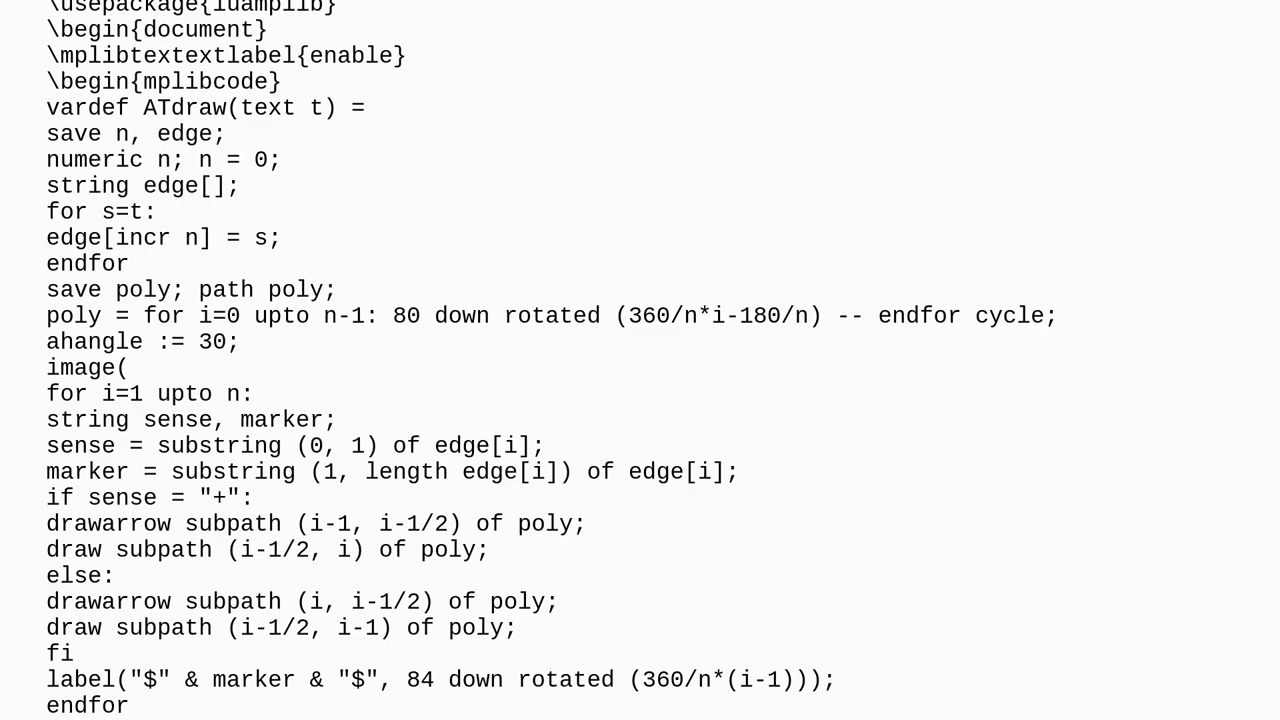 \usepackage{luamplib}
\begin{document}
\mplibtextextlabel{enable}
\begin{mplibcode}
vardef ATdraw(text t) =
save n, edge;
numeric n; n = 0;
string edge[];
for s=t:
edge[incr n] = s;
endfor
save poly; path poly;
poly = for i=0 upto n-1: 80 down rotated (360/n*i-180/n) -- endfor cycle;
ahangle := 30;
image(
for i=1 upto n:
string sense, marker;
sense = substring (0, 1) of edge[i];
marker = substring (1, length edge[i]) of edge[i];
if sense = "+":
drawarrow subpath (i-1, i-1/2) of poly;
draw subpath (i-1/2, i) of poly;
else:
drawarrow subpath (i, i-1/2) of poly;
draw subpath (i-1/2, i-1) of poly;
fi
label("$" & marker & "$", 84 down rotated (360/n*(i-1)));
endfor